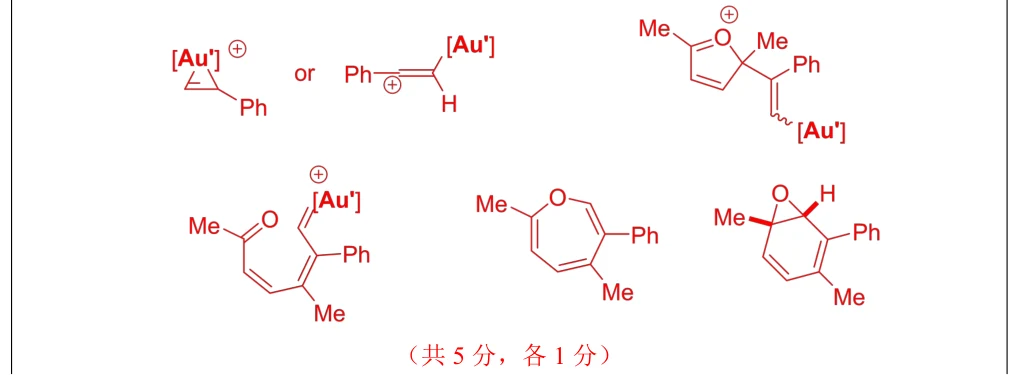 [Au'] ⊕ or Ph ⊕ [Au'] H Ph
Me O ⊕ Me Ph [Au']
Me O ⊕ [Au'] Ph Me
Me O Ph Me
Me O H Ph Me
（共 5 分，各 1 分）